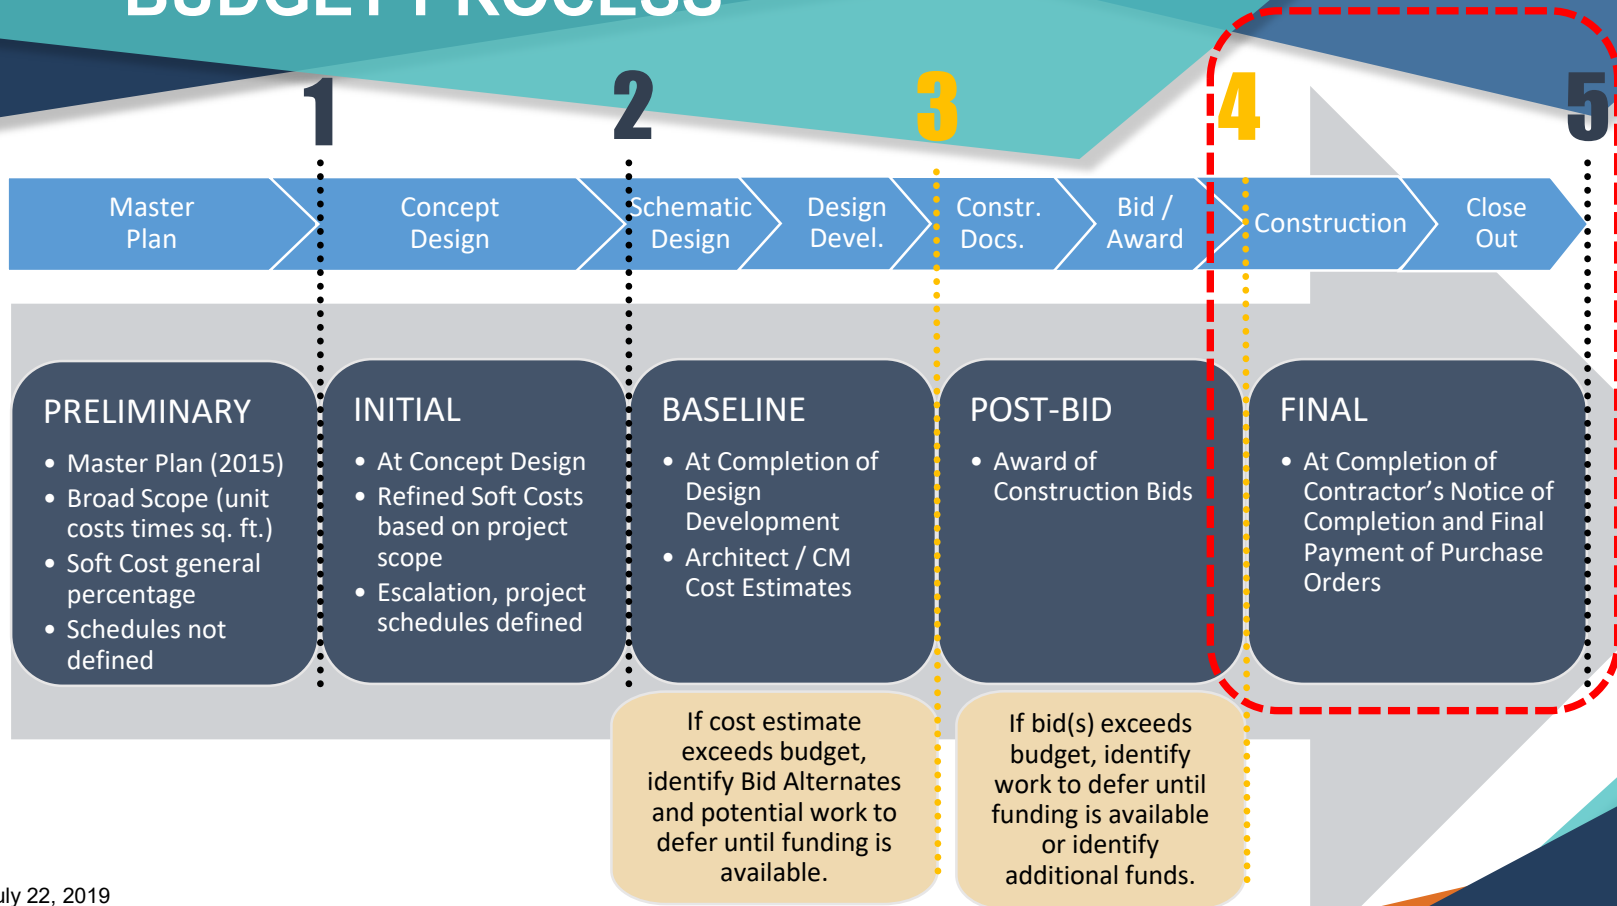 BUDGET PROCESS
1
2
3
4
5
Master
Plan
Concept
Design
Schematic
Design
Design
Devel.
Constr.
Docs.
Bid /
Award
Construction
Close
Out
PRELIMINARY
• Master Plan (2015)
• Broad Scope (unit
costs times sq. ft.)
• Soft Cost general
percentage
• Schedules not
defined
INITIAL
• At Concept Design
• Refined Soft Costs
based on project
scope
• Escalation, project
schedules defined
BASELINE
• At Completion of
Design
Development
• Architect / CM
Cost Estimates
POST-BID
• Award of
Construction Bids
FINAL
• At Completion of
Contractor’s Notice of
Completion and Final
Payment of Purchase
Orders
If cost estimate
exceeds budget,
identify Bid Alternates
and potential work to
defer until funding is
available.
If bid(s) exceeds
budget, identify
work to defer until
funding is available
or identify
additional funds.
uly 22, 2019